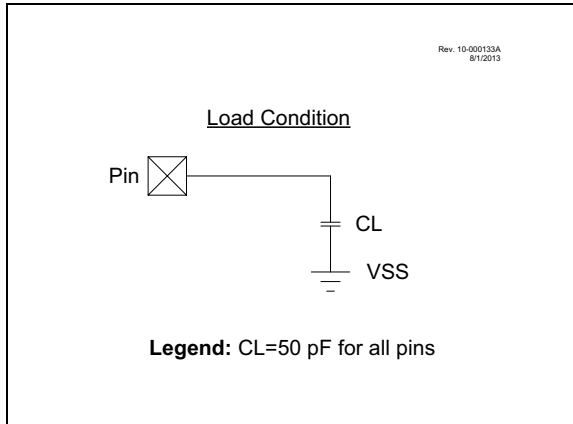 Rev. 10-000133A
8/1/2013
Load Condition
Pin
CL
VSS
Legend: CL=50 pF for all pins